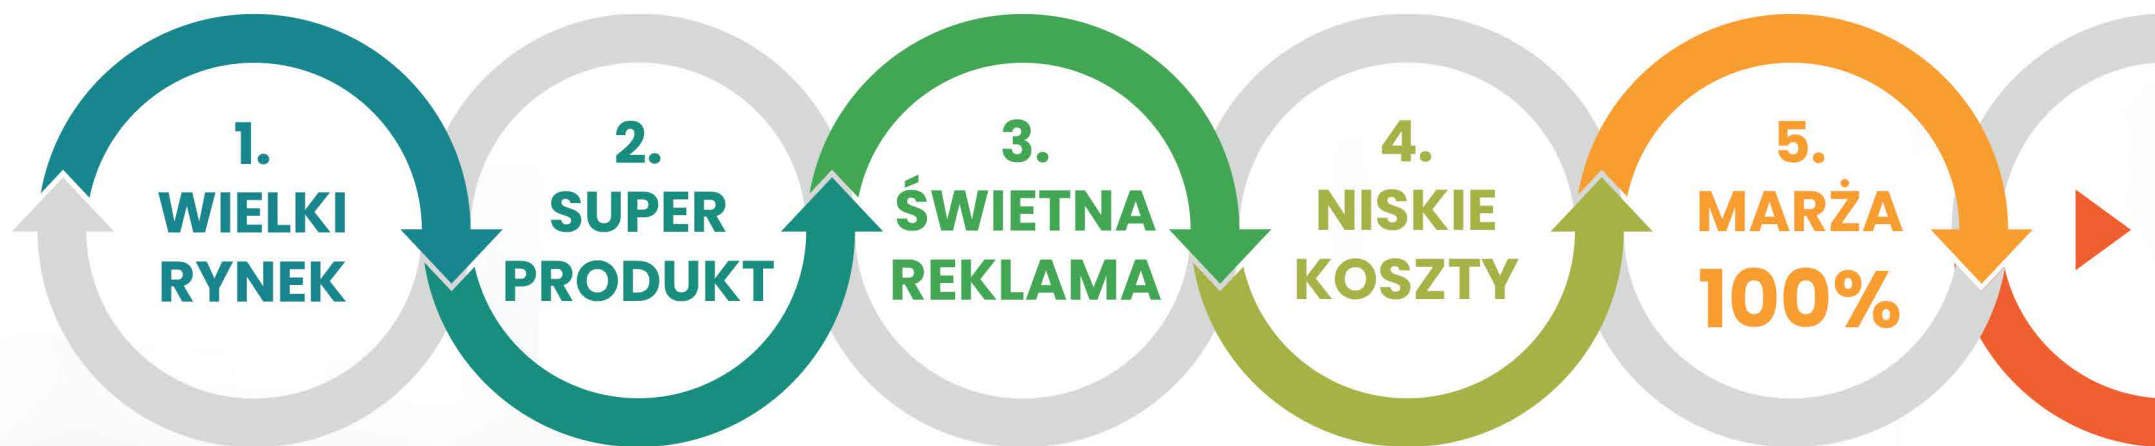 1.
WIELKI
RYNEK
2.
SUPER
PRODUKT
3.
ŚWIETNA
REKLAMA
4.
NISKIE
KOSZTY
5.
MARŻA
100%